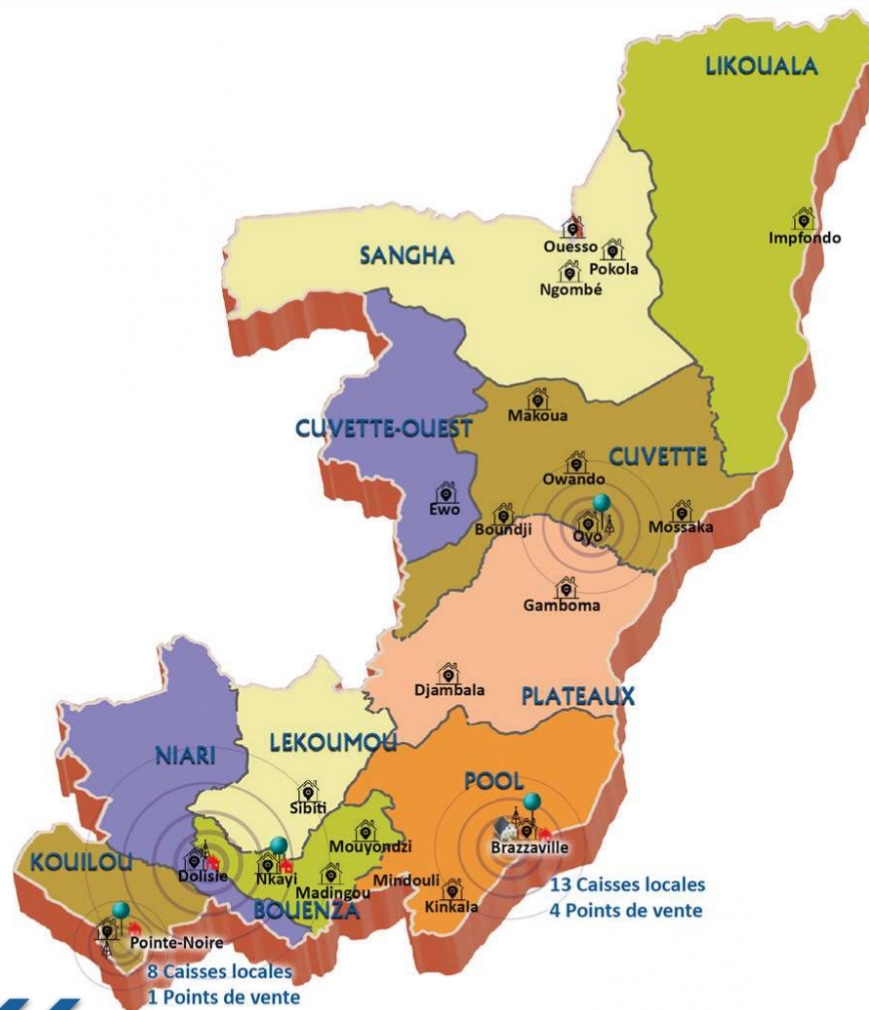 LIKOUALA
Impfondo
Ouesso
SANGHA
Pokola
Ngombé
Makoua
CUVETTE-OUEST
CUVETTE
Owando
Ewo
Boundji
Oyo
Mossaka
Gamboma
Djambala
PLATEAUX
LEKOUMOU
NIARI
POOL
Sibiti
Mouyondzi
Brazzaville
KOUILOU
Dolisie
Nkayi
Madingou
Mindouli
13 Caisses locales
Kinkala
4 Points de vente
BOUENZA
Pointe-Noire
8 Caisses locales
1 Points de vente